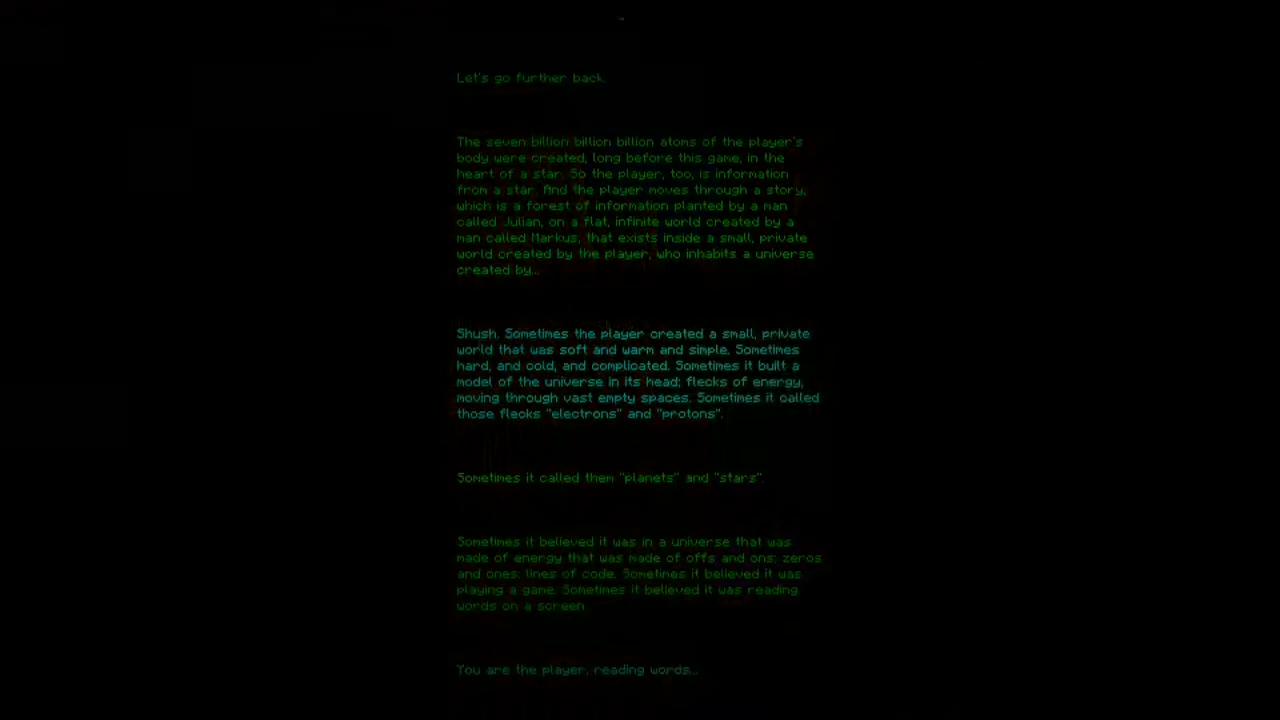 Let's go further back.
The seven billion billion billion atoms of the player's
body were created, long before this game, in the
heart of a star. So the player, too, is information
from a star. And the player moves through a story,
which is a forest of information planted by a man
called Julian, on a flat, infinite world created by a
man called Markus, that exists inside a small, private
world created by the player, who inhabits a universe
created by...
Shush. Sometimes the player created a small, private
world that was soft and warm and simple. Sometimes
hard, and cold, and complicated. Sometimes it built a
model of the universe in its head; flecks of energy,
moving through vast empty spaces. Sometimes it called
those flecks "electrons" and "protons".
Sometimes it called them "planets" and "stars".
Sometimes it believed it was in a universe that was
made of energy that was made of offs and ons; zeros
and ones; lines of code. Sometimes it believed it was
playing a game. Sometimes it believed it was reading
words on a screen.
You are the player, reading words...